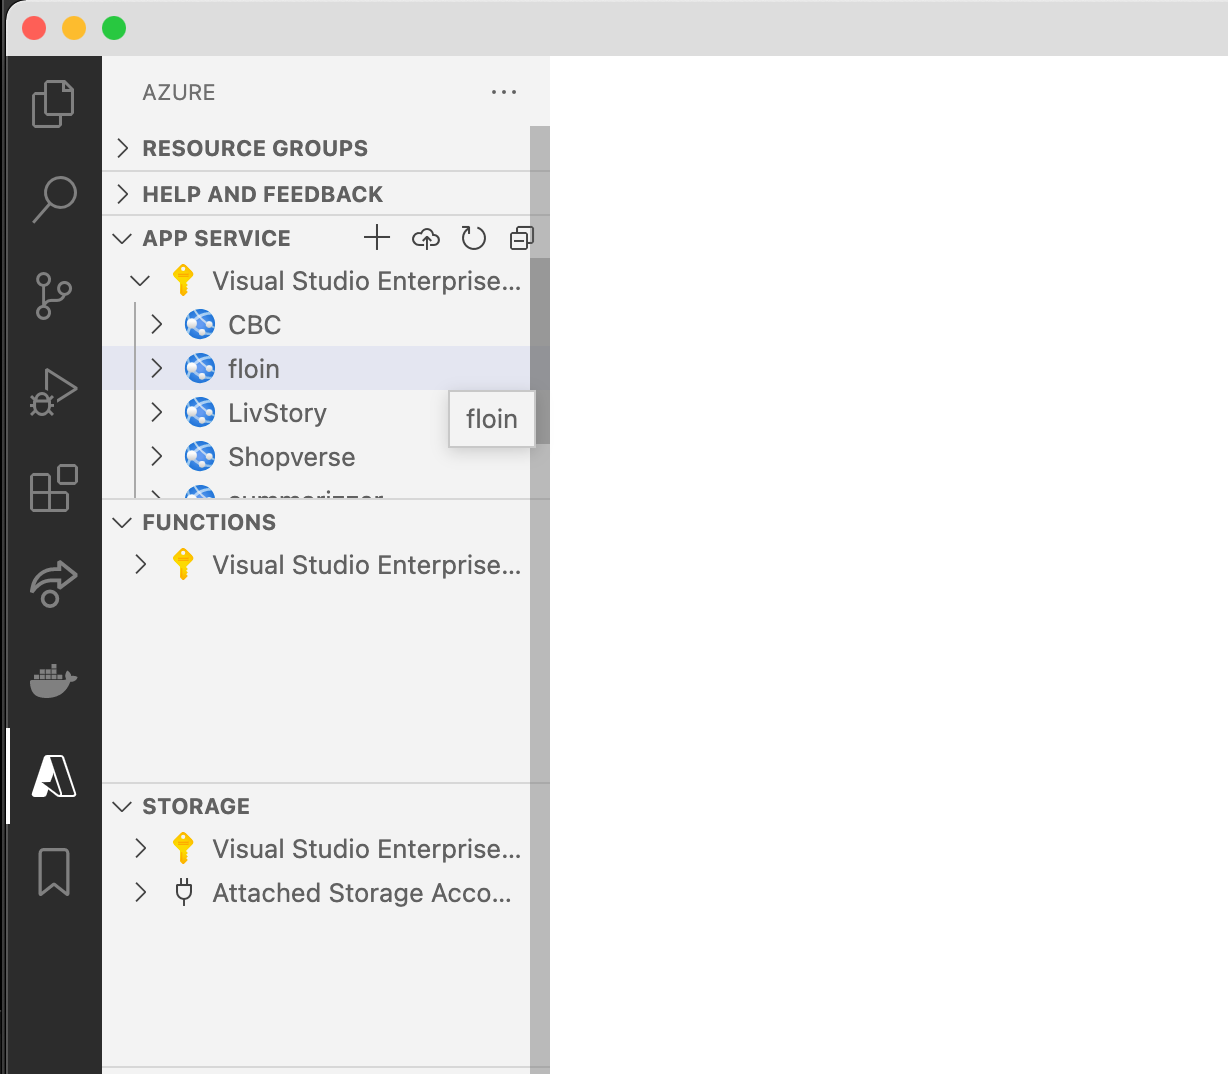 AZURE
RESOURCE GROUPS
HELP AND FEEDBACK
APP SERVICE
Visual Studio Enterprise...
CBC
floin
floin
LivStory
Shopverse
summarizzer
FUNCTIONS
Visual Studio Enterprise...
STORAGE
Visual Studio Enterprise...
Attached Storage Acco...